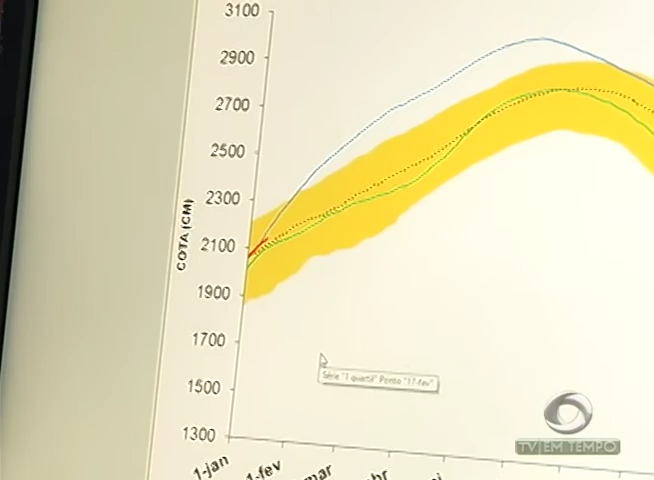 3100
2900
2700
2500
2300
2100
1900
1700
1500
1300
COTA (CM)
1-jan
1-fev
mar
abr
Série "1 quartil" Ponto "17-fev"
TV EM TEMPO